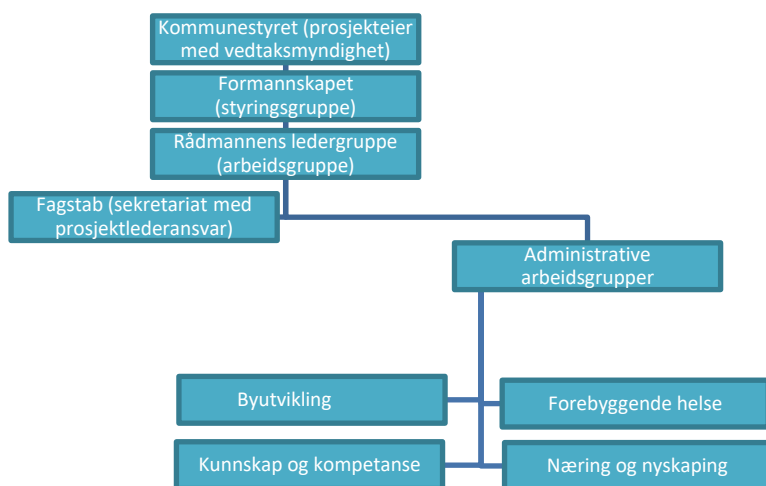 Kommunestyret (prosjekteier
med vedtaksmyndighet)
Formannskapet
(styringsgruppe)
Rådmannens ledergruppe
(arbeidsgruppe)
Fagstab (sekretariat med
prosjektlederansvar)
Administrative
arbeidsgrupper
Byutvikling
Forebyggende helse
Kunnskap og kompetanse
Næring og nyskaping